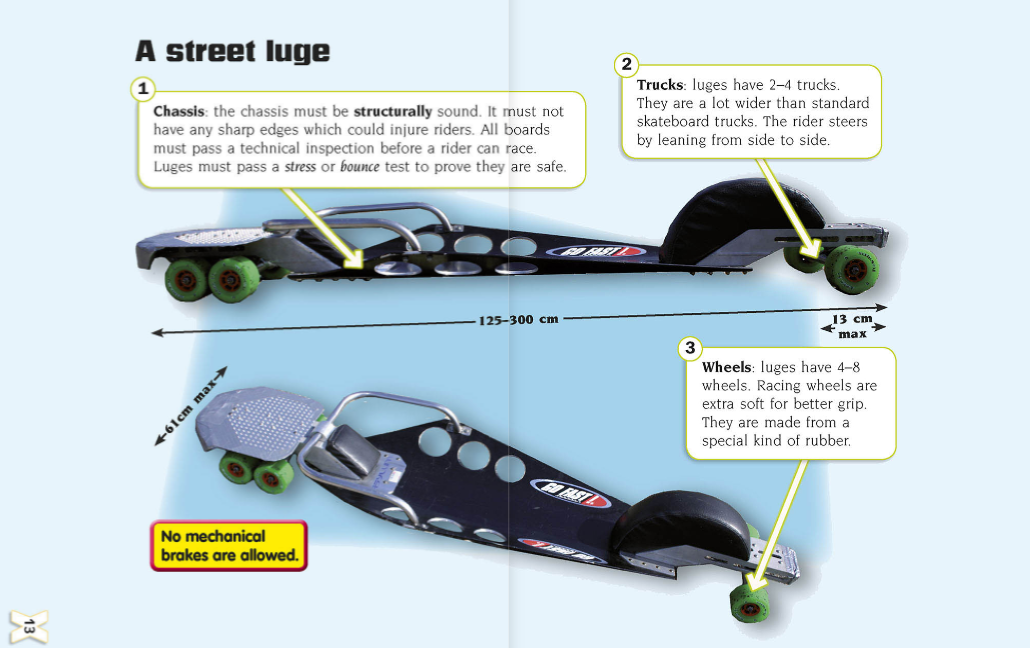 A street luge
1
Chassis: the chassis must be structurally sound. It must not
have any sharp edges which could injure riders. All boards
must pass a technical inspection before a rider can race.
Luges must pass a stress or bounce test to prove they are safe.
2
Trucks: luges have 2–4 trucks.
They are a lot wider than standard
skateboard trucks. The rider steers
by leaning from side to side.
GO FAST!
125–300 cm
13 cm
max
61cm max
3
Wheels: luges have 4–8
wheels. Racing wheels are
extra soft for better grip.
They are made from a
special kind of rubber.
GO FAST!
GO FAST!
No mechanical
brakes are allowed.
13